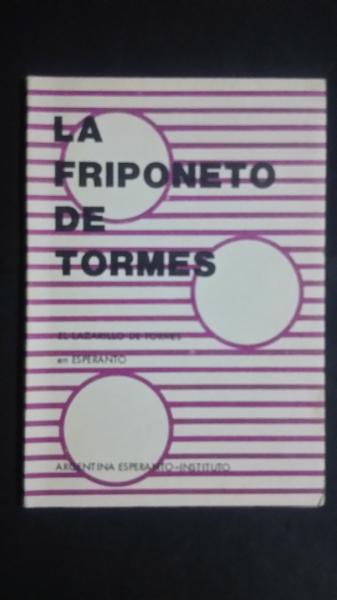 LA
FRIPONETO
DE
TORMES
EL LAZARILLO DE TORMES
en ESPERANTO
ARGENTINA ESPERANTO-INSTITUTO